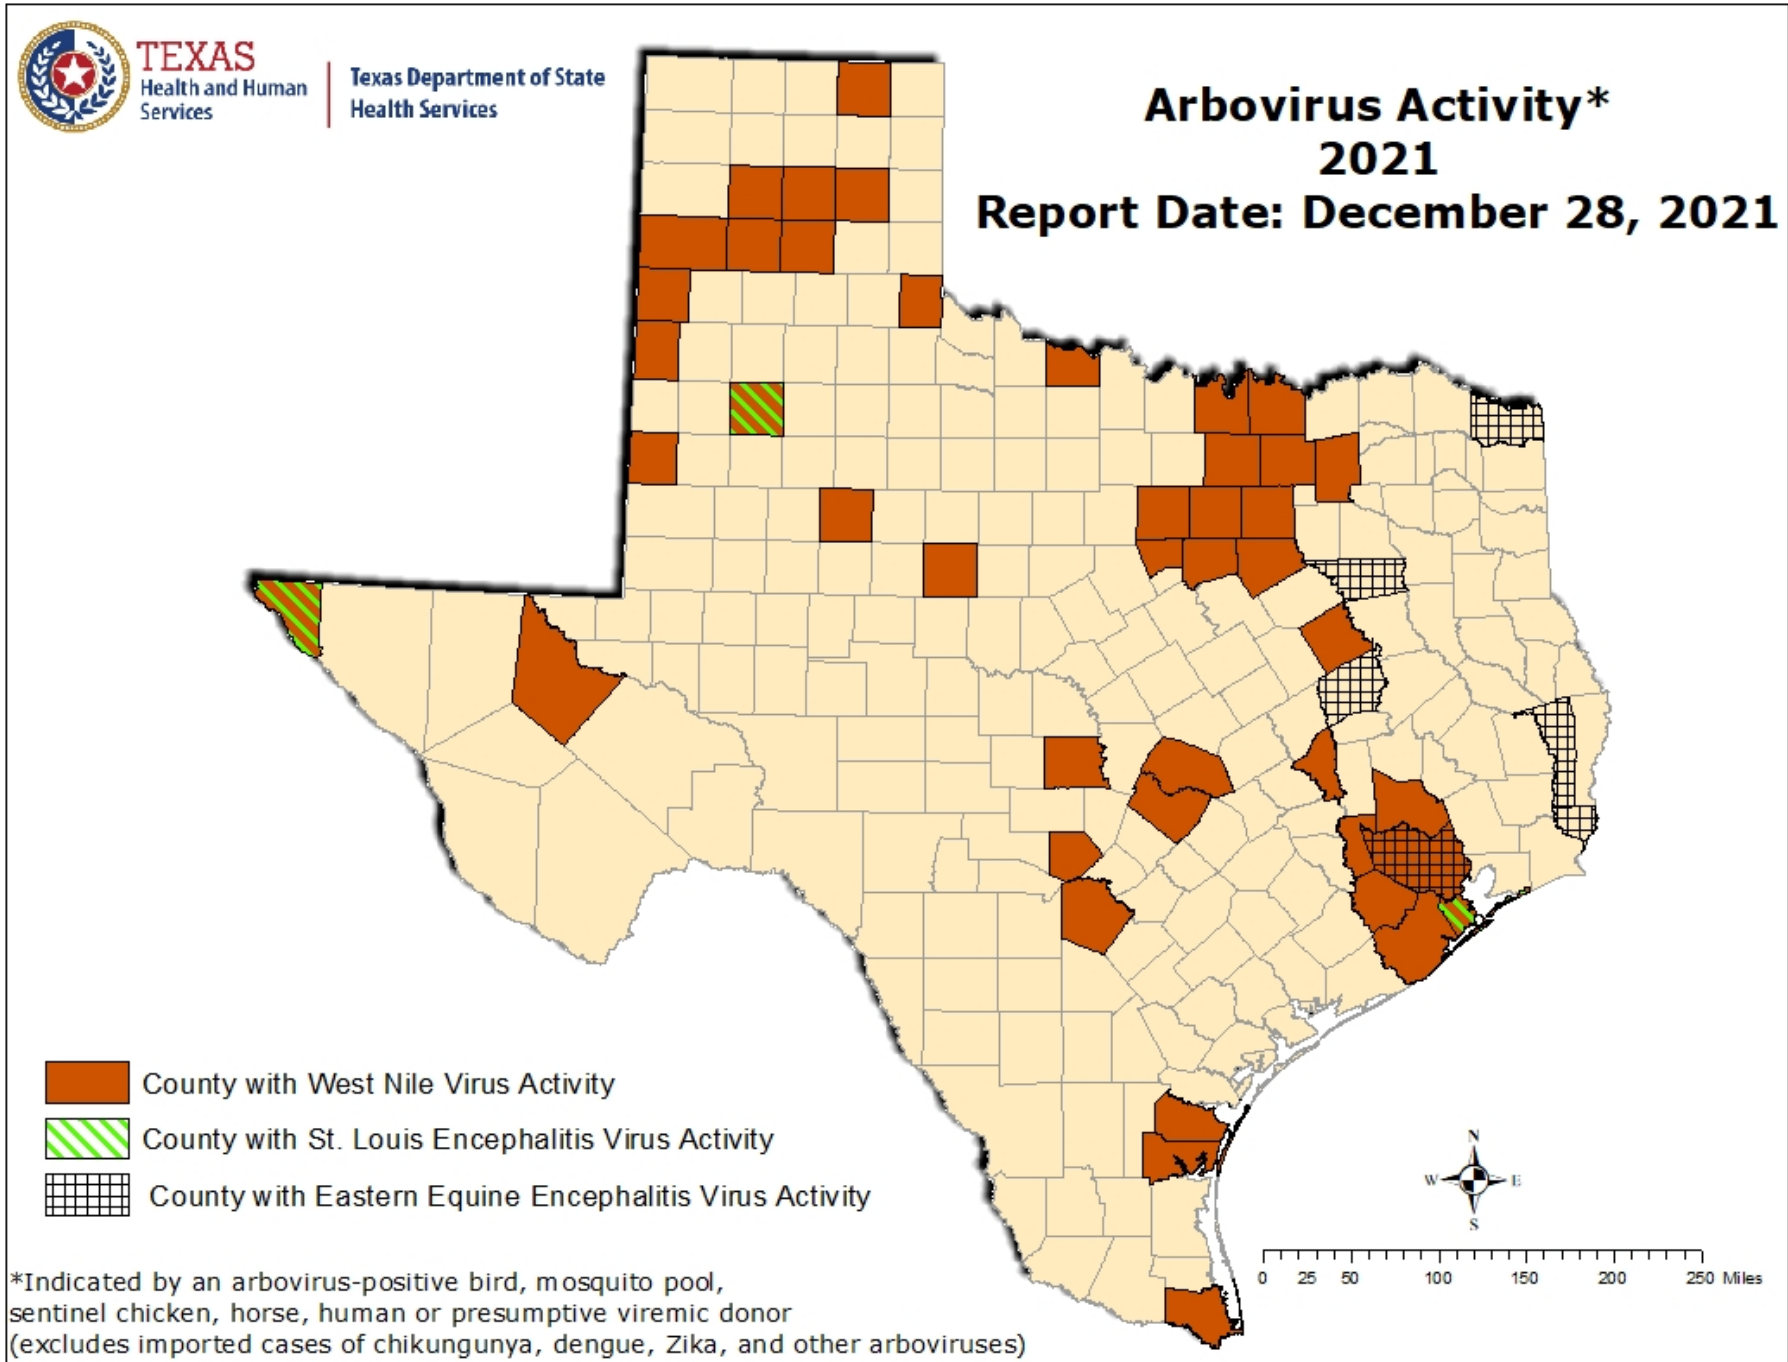 TEXAS
Health and Human
Services
Texas Department of State
Health Services
Arbovirus Activity*
2021
Report Date: December 28, 2021
County with West Nile Virus Activity
County with St. Louis Encephalitis Virus Activity
County with Eastern Equine Encephalitis Virus Activity
*Indicated by an arbovirus-positive bird, mosquito pool,
sentinel chicken, horse, human or presumptive viremic donor
(excludes imported cases of chikungunya, dengue, Zika, and other arboviruses)
N
W E
S
0 25 50 100 150 200 250 Miles